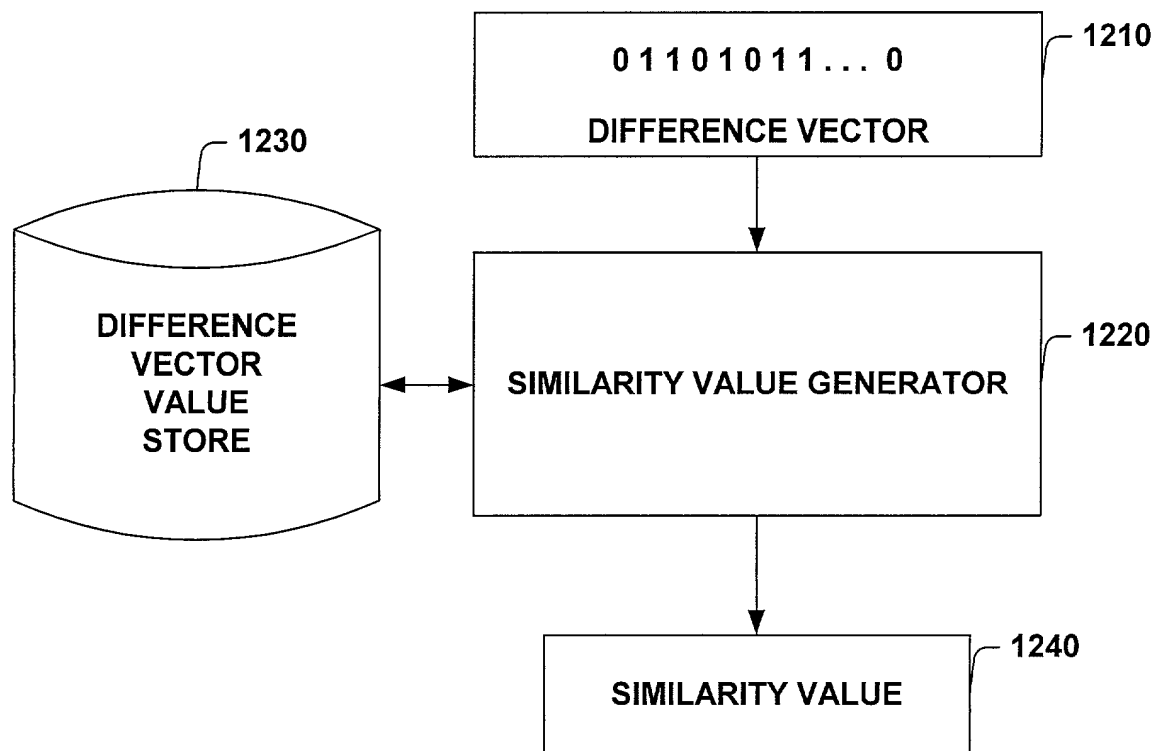 0 1 1 0 1 0 1 1 . . . 0
1210
DIFFERENCE VECTOR
1230
DIFFERENCE
VECTOR
VALUE
STORE
1220
SIMILARITY VALUE GENERATOR
1240
SIMILARITY VALUE